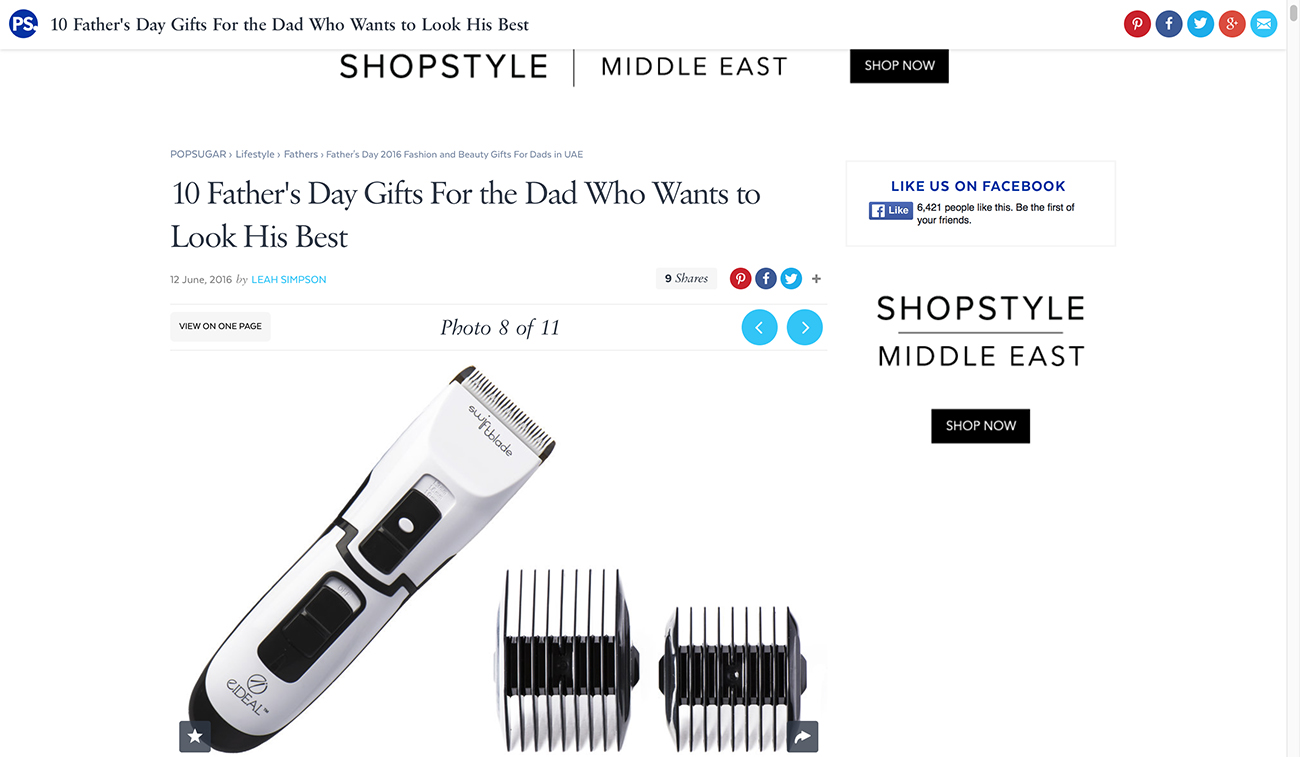 PS.
10 Father's Day Gifts For the Dad Who Wants to Look His Best
SHOPSTYLE
MIDDLE EAST
SHOP NOW
POPSUGAR › Lifestyle › Fathers › Father's Day 2016 Fashion and Beauty Gifts For Dads in UAE
10 Father's Day Gifts For the Dad Who Wants to
Look His Best
12 June, 2016 by LEAH SIMPSON
9 Shares
VIEW ON ONE PAGE
Photo 8 of 11
swiftblade
eIDEAL™
LIKE US ON FACEBOOK
Like
6,421 people like this. Be the first of
your friends.
SHOPSTYLE
MIDDLE EAST
SHOP NOW